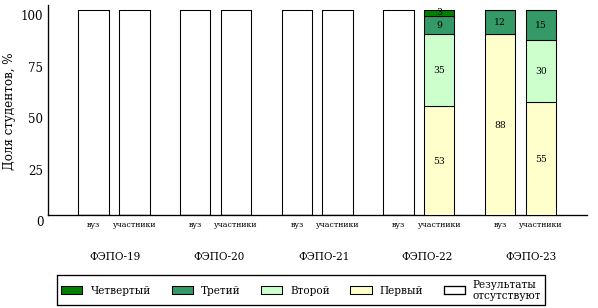 Доля студентов, %
100
75
50
25
0
3
9
35
53
12
88
15
30
55
вуз участники вуз участники вуз участники вуз участники вуз участники
ФЭПО-19 ФЭПО-20 ФЭПО-21 ФЭПО-22 ФЭПО-23
Четвертый Третий Второй Первый Результаты
отсутствуют